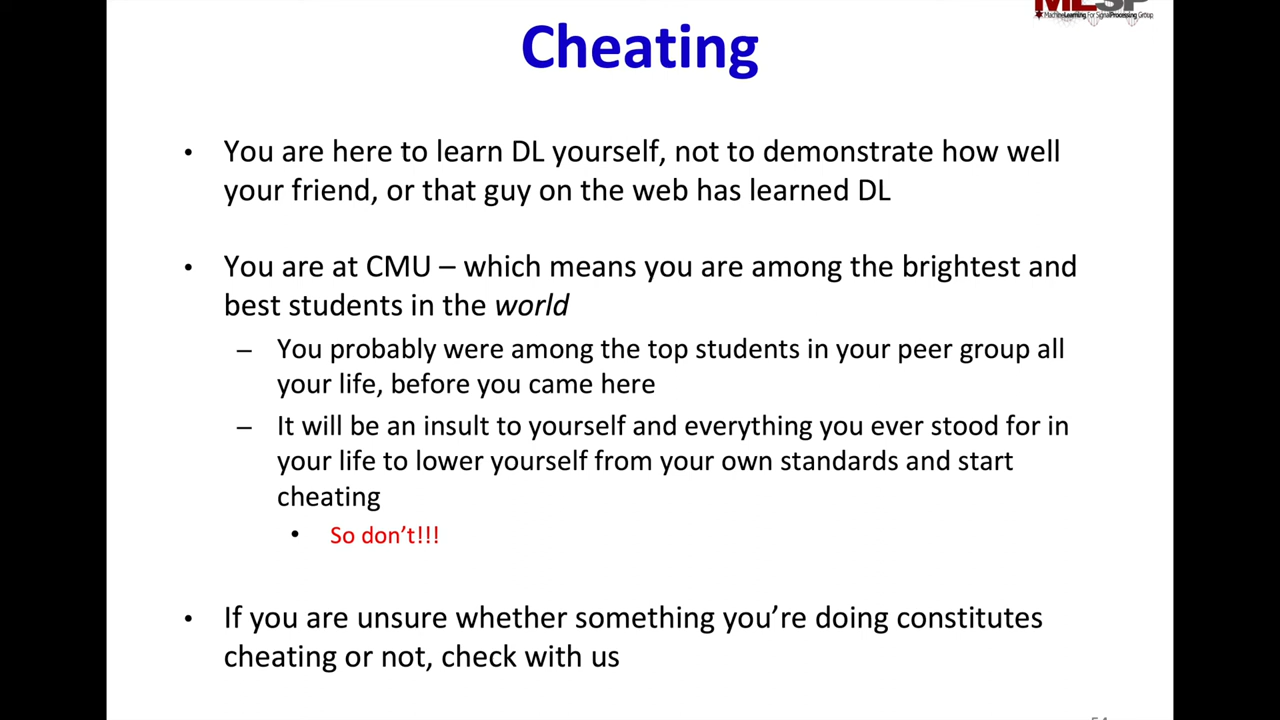 MLSP
MachineLearning For SignalProcessing Group
Cheating
• You are here to learn DL yourself, not to demonstrate how well
your friend, or that guy on the web has learned DL
• You are at CMU – which means you are among the brightest and
best students in the world
– You probably were among the top students in your peer group all
your life, before you came here
– It will be an insult to yourself and everything you ever stood for in
your life to lower yourself from your own standards and start
cheating
• So don’t!!!
• If you are unsure whether something you’re doing constitutes
cheating or not, check with us